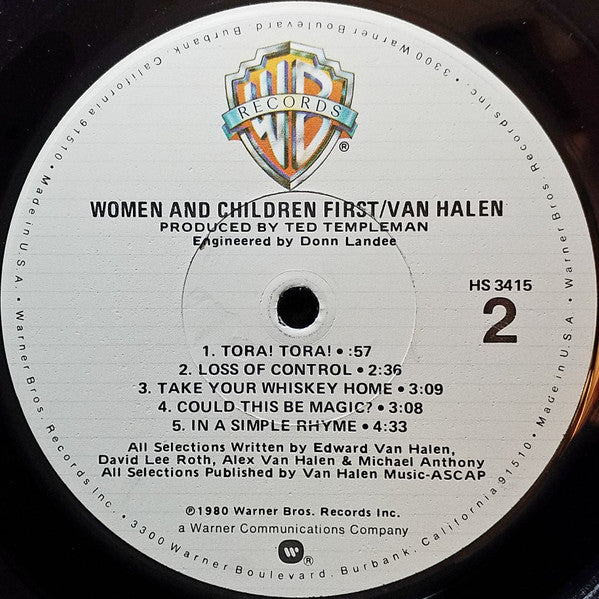 WB
RECORDS
®
WOMEN AND CHILDREN FIRST/VAN HALEN
PRODUCED BY TED TEMPLEMAN
Engineered by Donn Landee
HS 3415
2
1. TORA! TORA! • :57
2. LOSS OF CONTROL • 2:36
3. TAKE YOUR WHISKEY HOME • 3:09
4. COULD THIS BE MAGIC? • 3:08
5. IN A SIMPLE RHYME • 4:33
All Selections Written by Edward Van Halen,
David Lee Roth, Alex Van Halen & Michael Anthony
All Selections Published by Van Halen Music-ASCAP
℗1980 Warner Bros. Records Inc.
a Warner Communications Company
®
Warner Bros. Records Inc. • 3300 Warner Boulevard, Burbank, California 91510 • Made in U.S.A. • Warner Bros. Records Inc. • 3300 Warner Boulevard, Burbank, California 91510 • Made in U.S.A. •